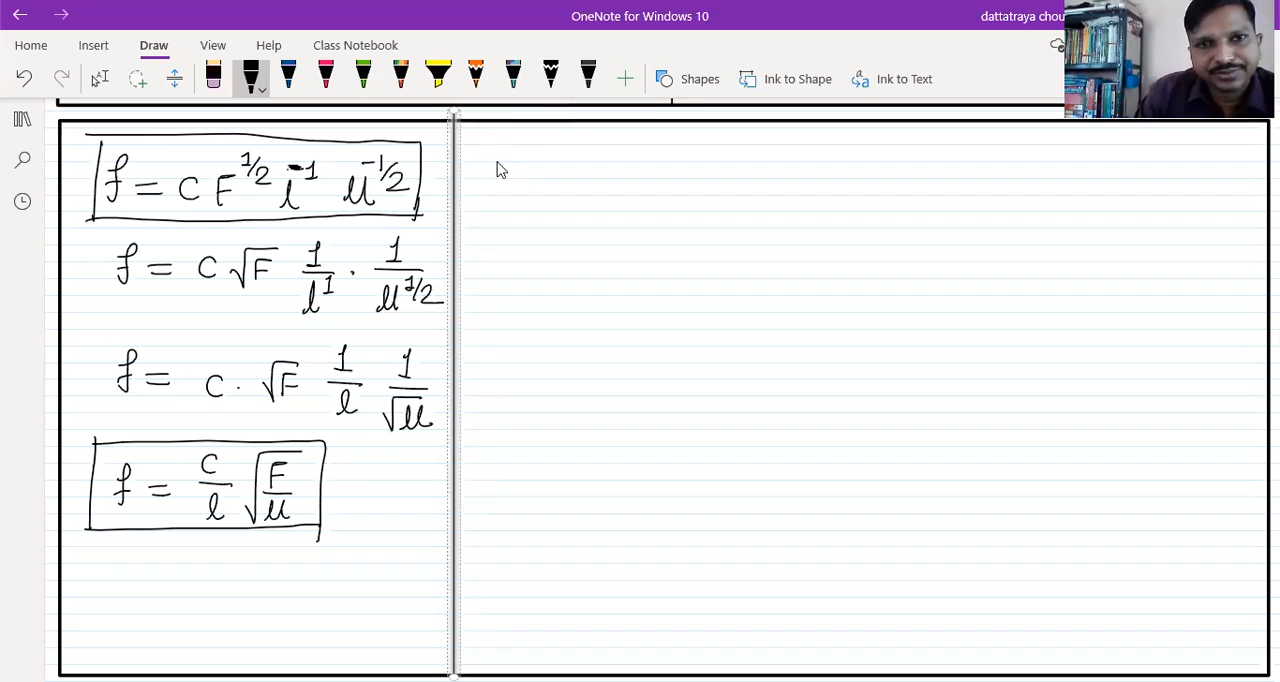 OneNote for Windows 10
dattatraya chou
Home Insert Draw View Help Class Notebook
Shapes Ink to Shape Ink to Text
f = C F^1/2 l^-1 μ^-1/2
f = C √F 1/l^1 · 1/μ^1/2
f = C · √F 1/l 1/√μ
f = C/l √(F/μ)